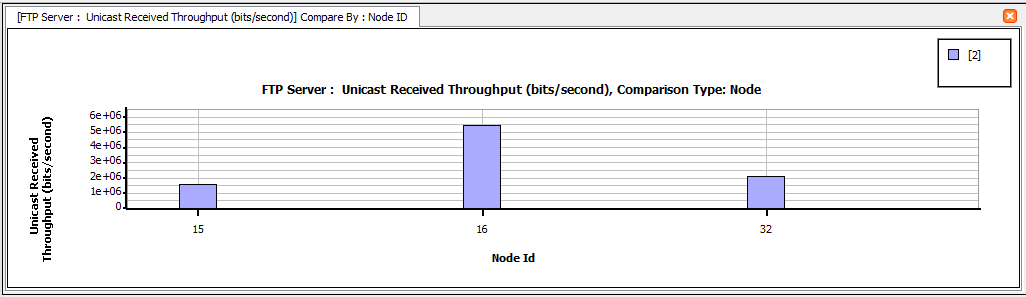 [FTP Server :  Unicast Received Throughput (bits/second)] Compare By : Node ID
[2]
FTP Server :  Unicast Received Throughput (bits/second), Comparison Type: Node
Unicast Received
Throughput (bits/second)
6e+06
5e+06
4e+06
3e+06
2e+06
1e+06
0
15 16 32
Node Id